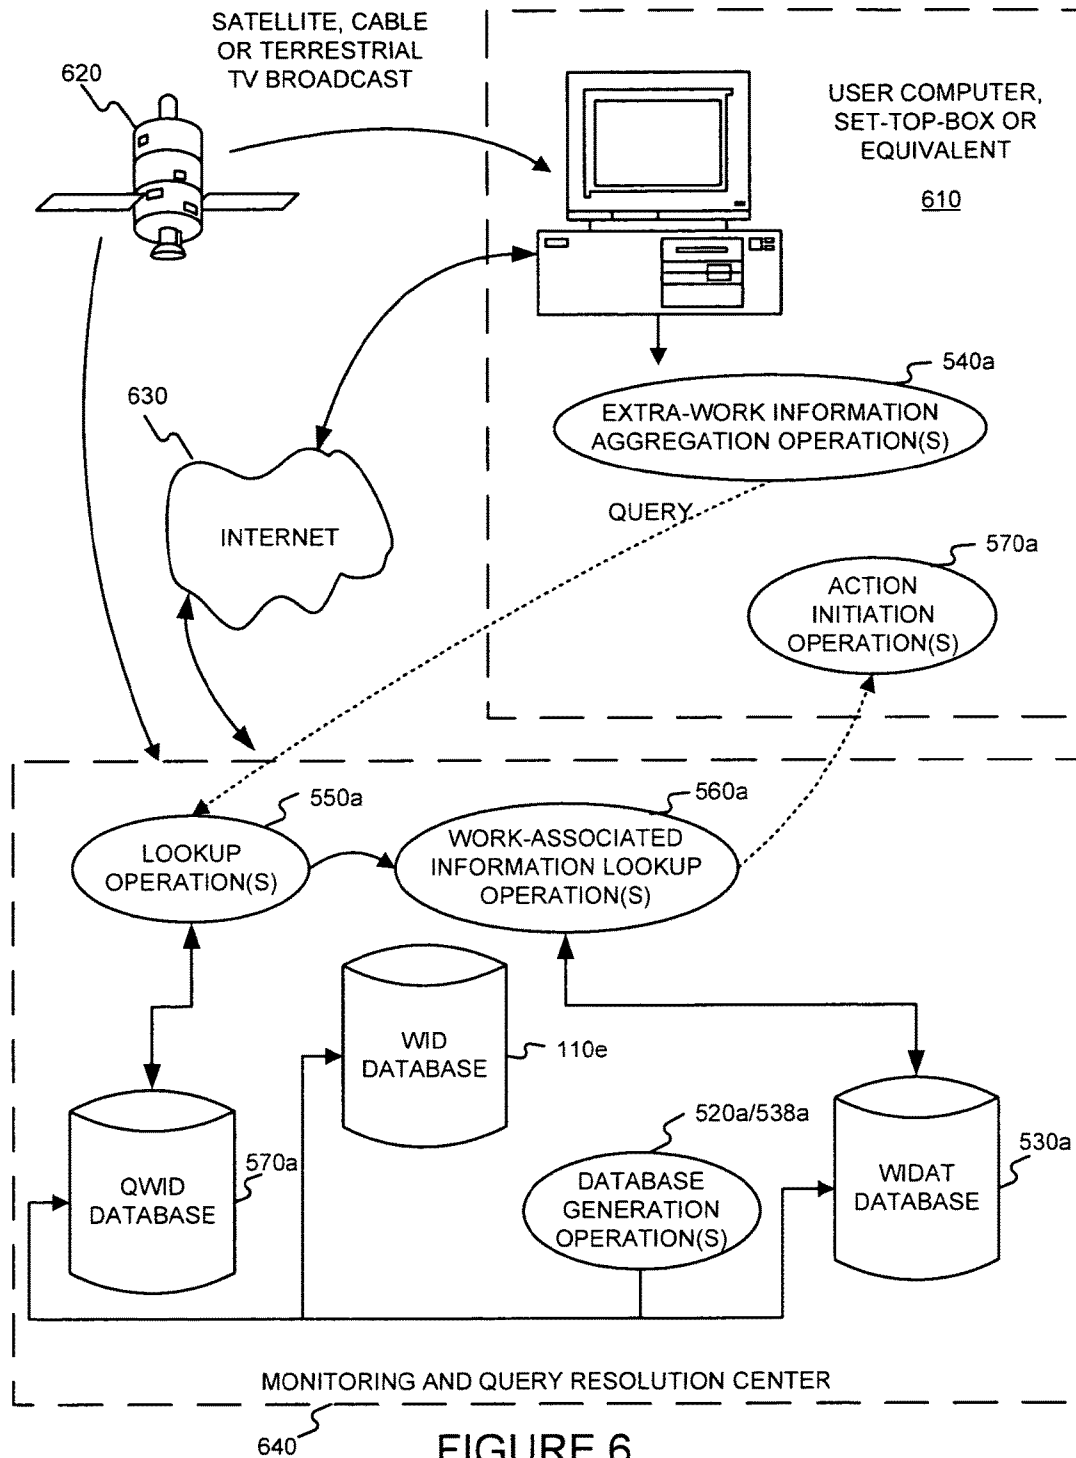 SATELLITE, CABLE
OR TERRESTRIAL
TV BROADCAST
620
USER COMPUTER,
SET-TOP-BOX OR
EQUIVALENT
610
540a
EXTRA-WORK INFORMATION
AGGREGATION OPERATION(S)
630
QUERY
INTERNET
570a
ACTION
INITIATION
OPERATION(S)
550a
560a
LOOKUP
OPERATION(S)
WORK-ASSOCIATED
INFORMATION LOOKUP
OPERATION(S)
WID
DATABASE
110e
520a/538a
530a
570a
QWID
DATABASE
DATABASE
GENERATION
OPERATION(S)
WIDAT
DATABASE
MONITORING AND QUERY RESOLUTION CENTER
640
FIGURE 6